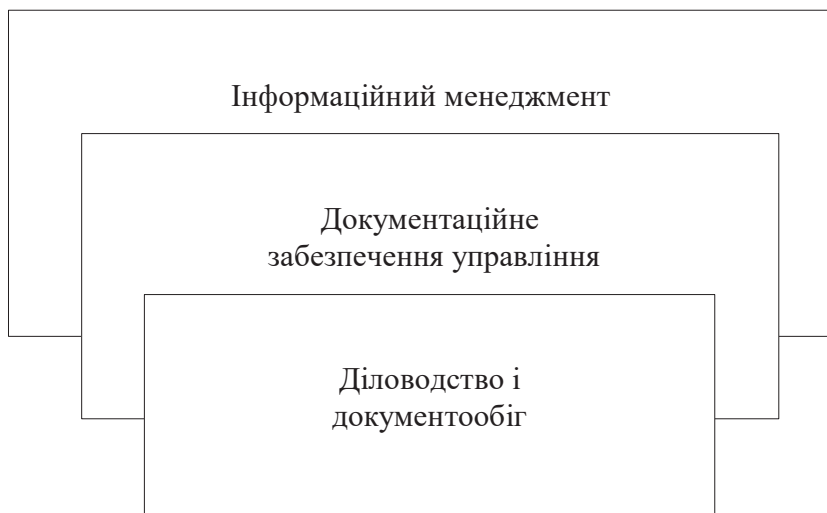 Інформаційний менеджмент
Документаційне
забезпечення управління
Діловодство і
документообіг